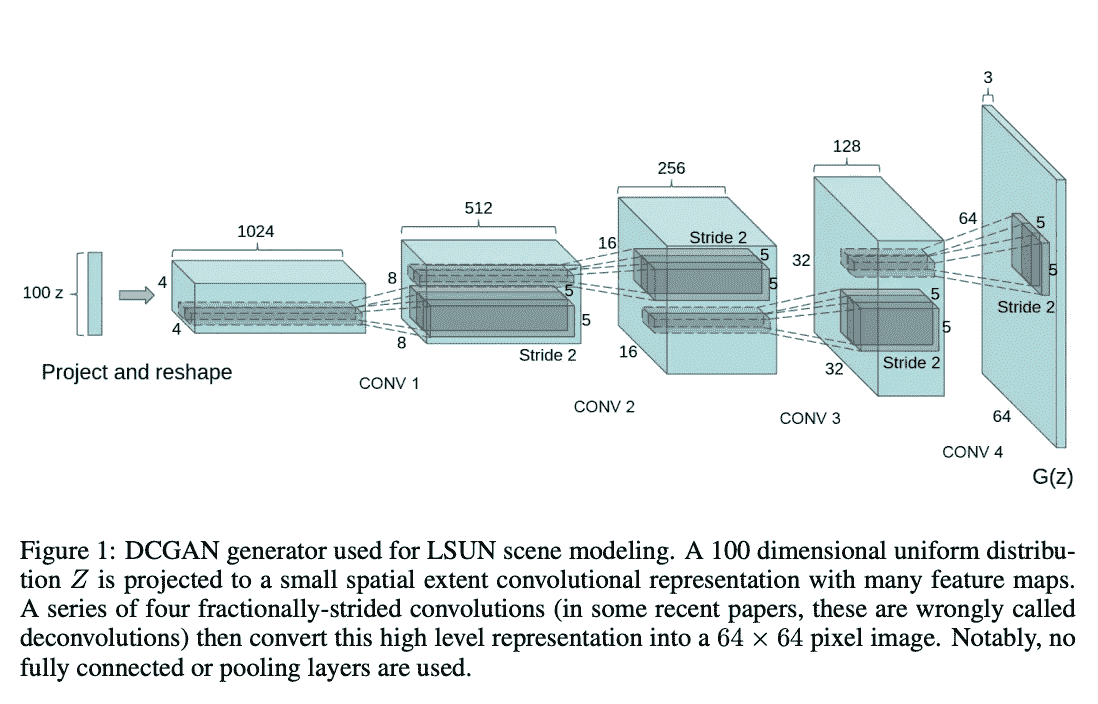 3
128
256
64
5
512
16
Stride 2
1024
5
32
8
5
4
100 z
5
5
5
Stride 2
4
5
5
8
16
Stride 2
Stride 2
32
Project and reshape
CONV 1
CONV 2
CONV 3
64
CONV 4
G(z)
Figure 1: DCGAN generator used for LSUN scene modeling. A 100 dimensional uniform distribu-
tion Z is projected to a small spatial extent convolutional representation with many feature maps.
A series of four fractionally-strided convolutions (in some recent papers, these are wrongly called
deconvolutions) then convert this high level representation into a 64 × 64 pixel image. Notably, no
fully connected or pooling layers are used.